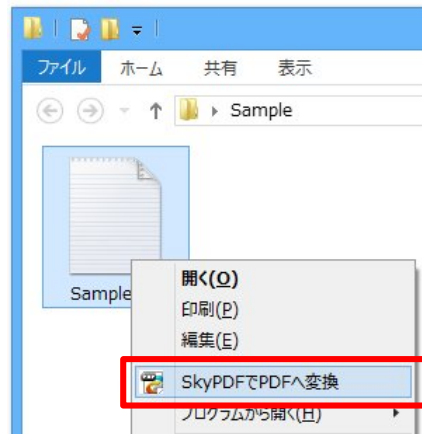 ファイル ホーム 共有 表示
Sample
Sample
開く(O)
印刷(P)
編集(E)
SkyPDFでPDFへ変換
プログラムから開く(H)